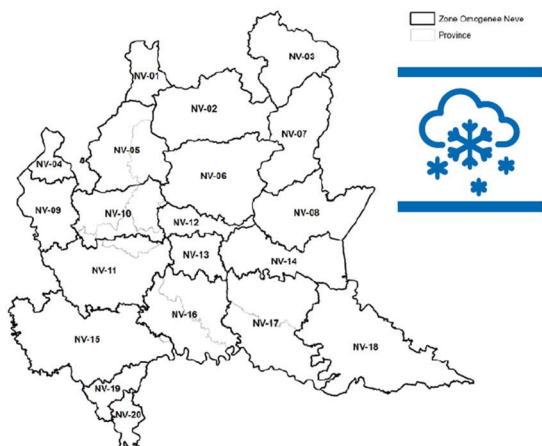 Zone Omogenee Neve
Province
NV-01
NV-03
NV-02
NV-05
NV-07
NV-04
NV-06
NV-09
NV-10
NV-12
NV-08
NV-11
NV-13
NV-14
NV-16
NV-17
NV-15
NV-18
NV-19
NV-20